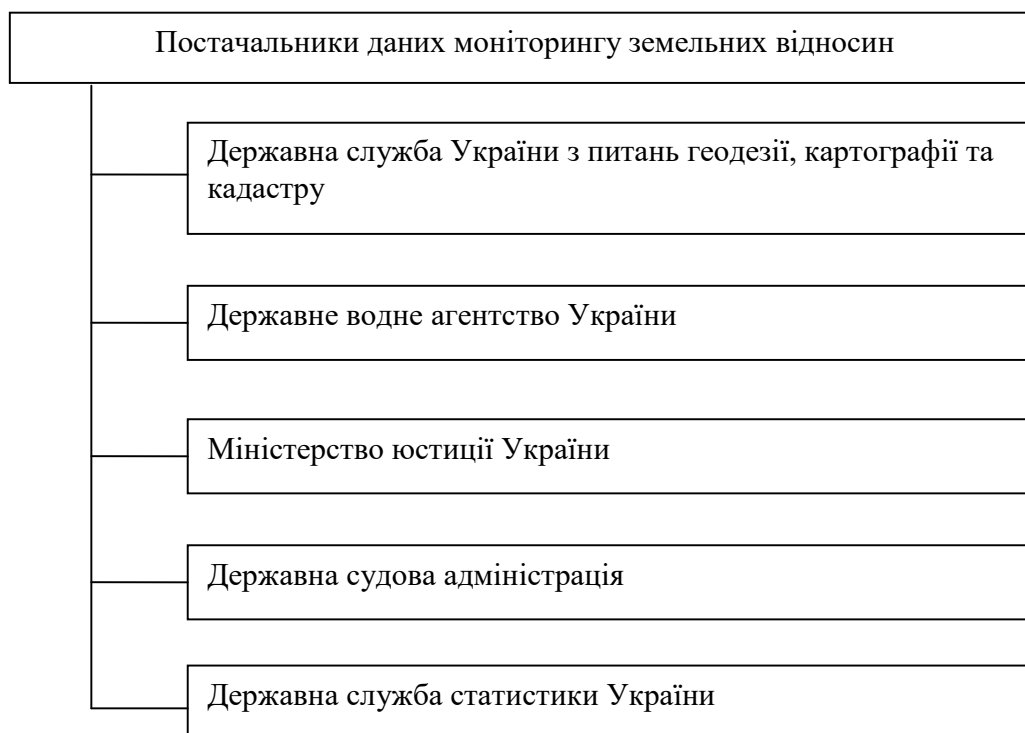 Постачальники даних моніторингу земельних відносин
Державна служба України з питань геодезії, картографії та
кадастру
Державне водне агентство України
Міністерство юстиції України
Державна судова адміністрація
Державна служба статистики України